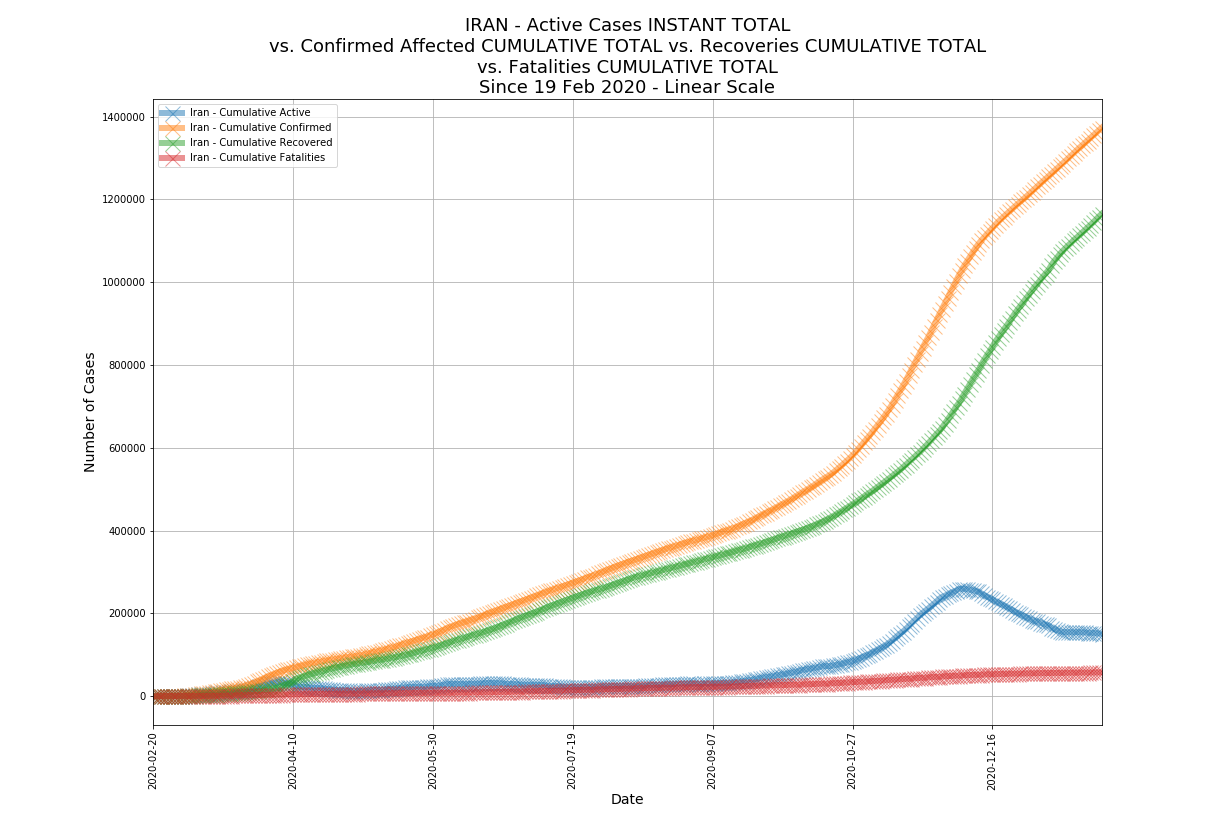 IRAN - Active Cases INSTANT TOTAL
vs. Confirmed Affected CUMULATIVE TOTAL vs. Recoveries CUMULATIVE TOTAL
vs. Fatalities CUMULATIVE TOTAL
Since 19 Feb 2020 - Linear Scale
Iran - Cumulative Active
Iran - Cumulative Confirmed
Iran - Cumulative Recovered
Iran - Cumulative Fatalities
Number of Cases
1400000
1200000
1000000
800000
600000
400000
200000
0
2020-02-20
2020-04-10
2020-05-30
2020-07-19
2020-09-07
2020-10-27
2020-12-16
Date